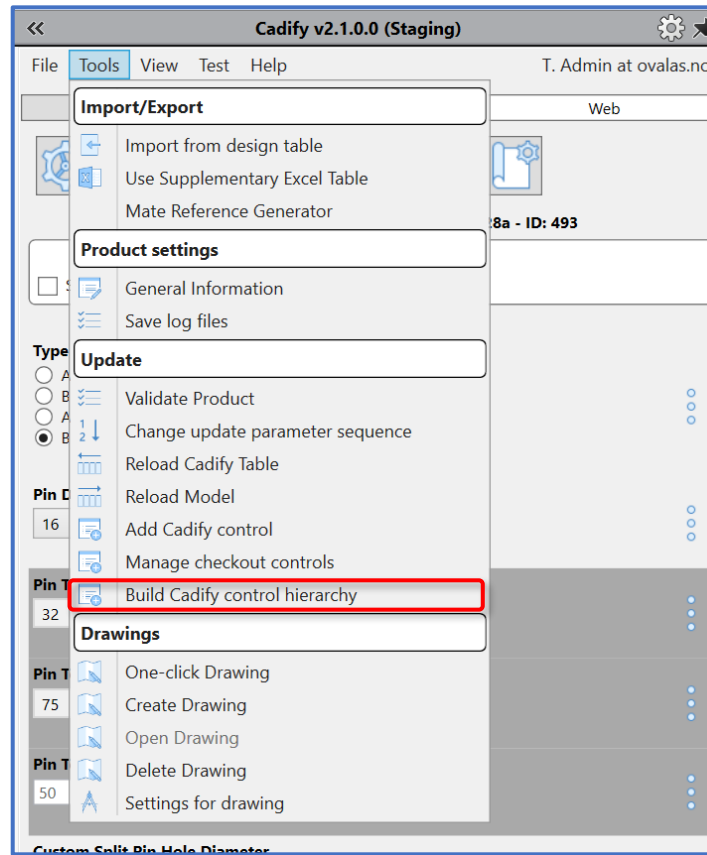 Cadify v2.1.0.0 (Staging)
File Tools View Test Help T. Admin at ovalas.no
Import/Export
Web
Import from design table
Use Supplementary Excel Table
Mate Reference Generator
8a - ID: 493
Product settings
General Information
Save log files
Type
Update
A
B
Validate Product
A
Change update parameter sequence
B
Reload Cadify Table
Pin D
Reload Model
16
Add Cadify control
Manage checkout controls
Pin T
Build Cadify control hierarchy
32
Drawings
Pin T
One-click Drawing
75
Create Drawing
Open Drawing
Pin T
Delete Drawing
50
Settings for drawing
Custom Split Pin Hole Diameter